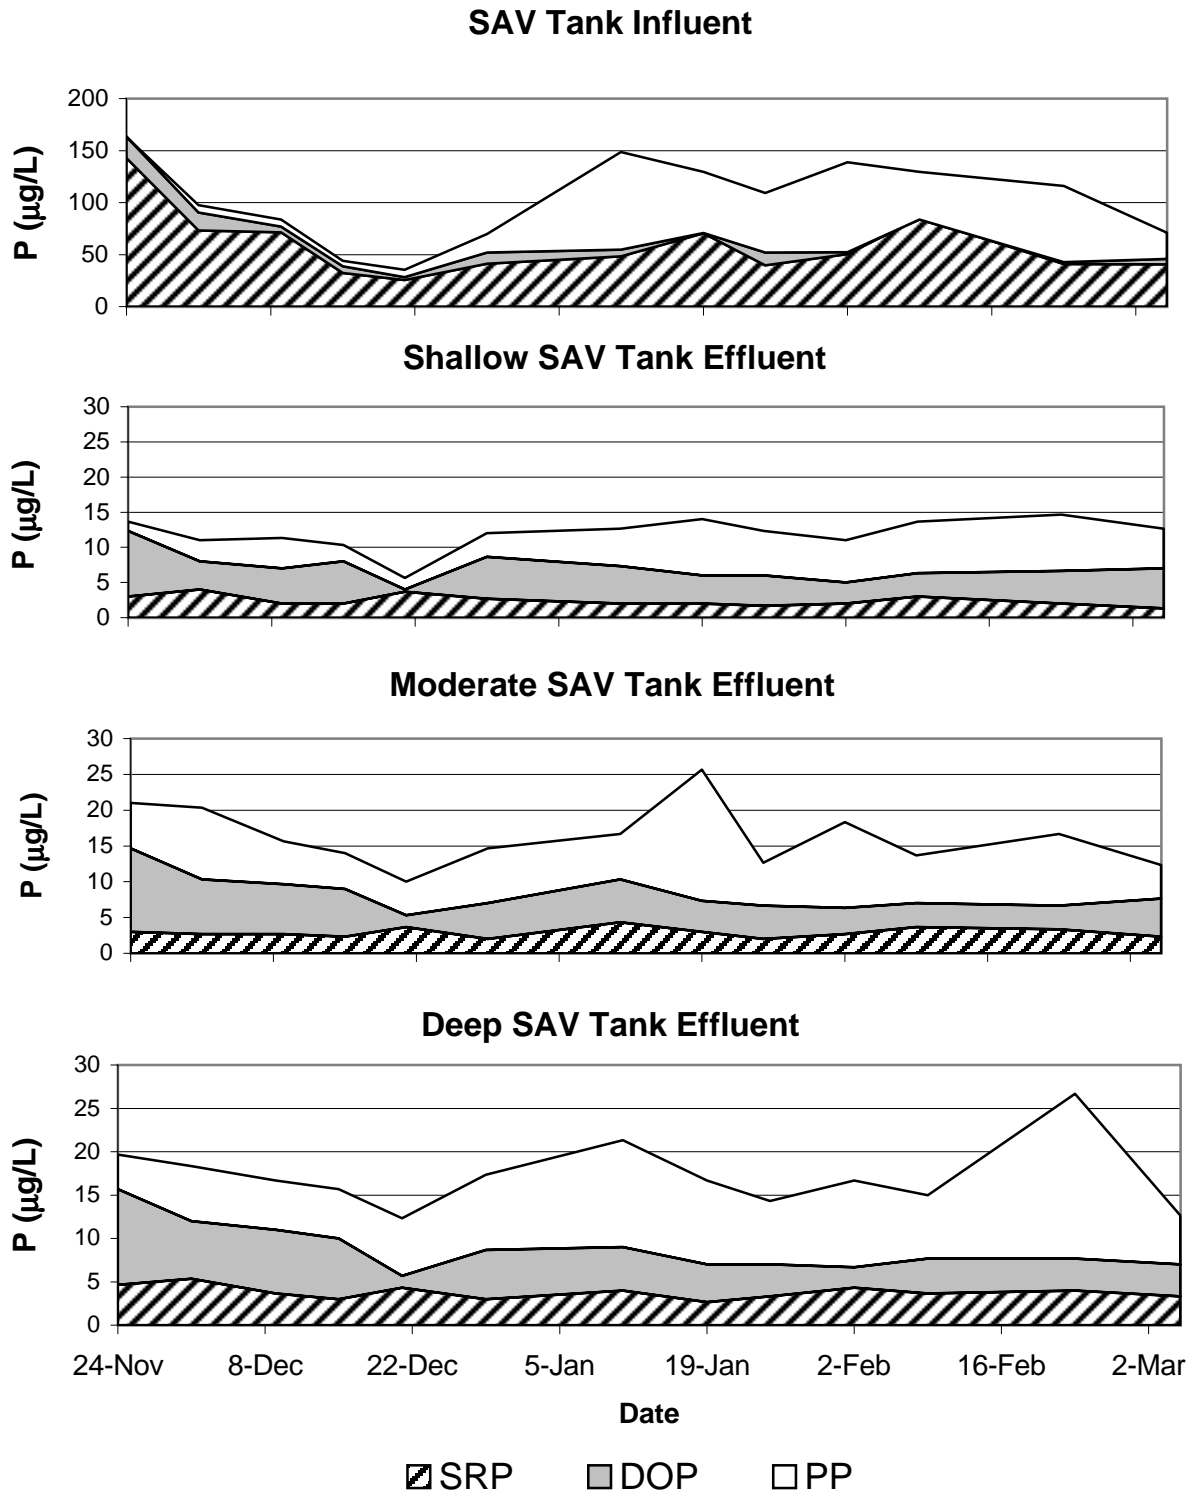 SAV Tank Influent
P (µg/L)
200
150
100
50
0
Shallow SAV Tank Effluent
P (µg/L)
30
25
20
15
10
5
0
Moderate SAV Tank Effluent
P (µg/L)
30
25
20
15
10
5
0
Deep SAV Tank Effluent
P (µg/L)
30
25
20
15
10
5
0
24-Nov 8-Dec 22-Dec 5-Jan 19-Jan 2-Feb 16-Feb 2-Mar
Date
SRP DOP PP